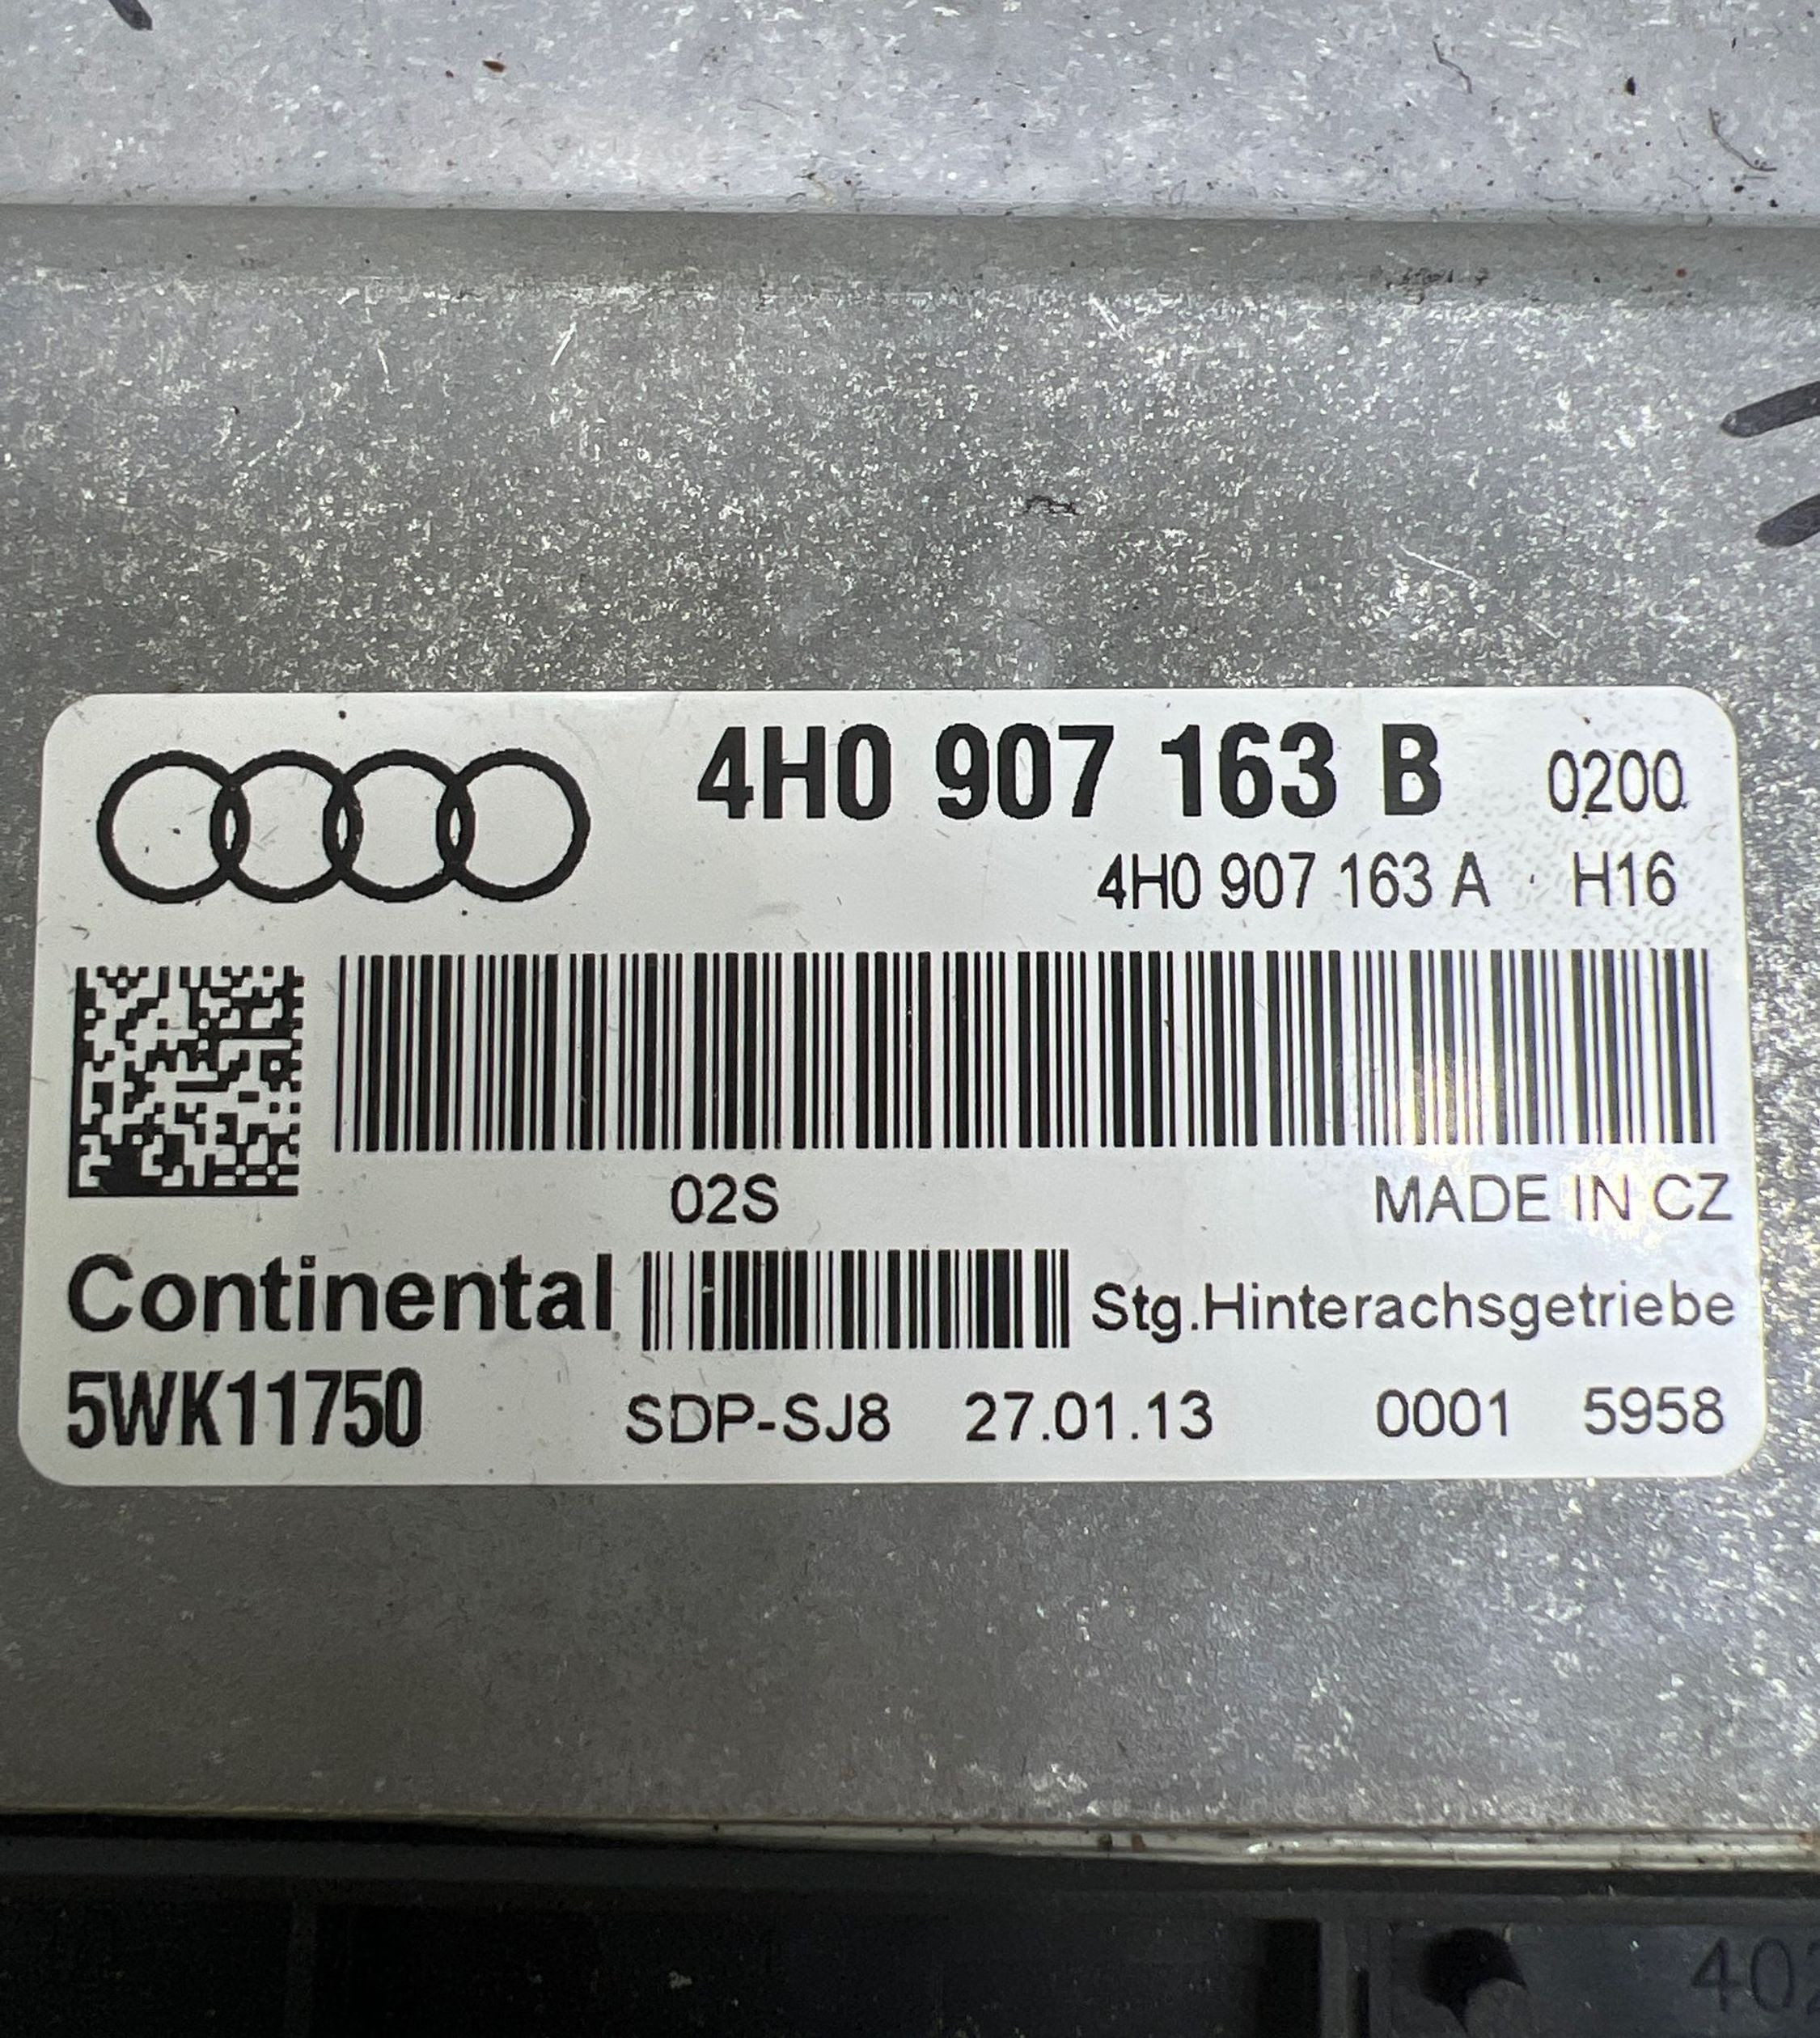 4H0 907 163 B 0200
4H0 907 163 A H16
02S MADE IN CZ
Continental Stg.Hinterachsgetriebe
5WK11750 SDP-SJ8 27.01.13 0001 5958